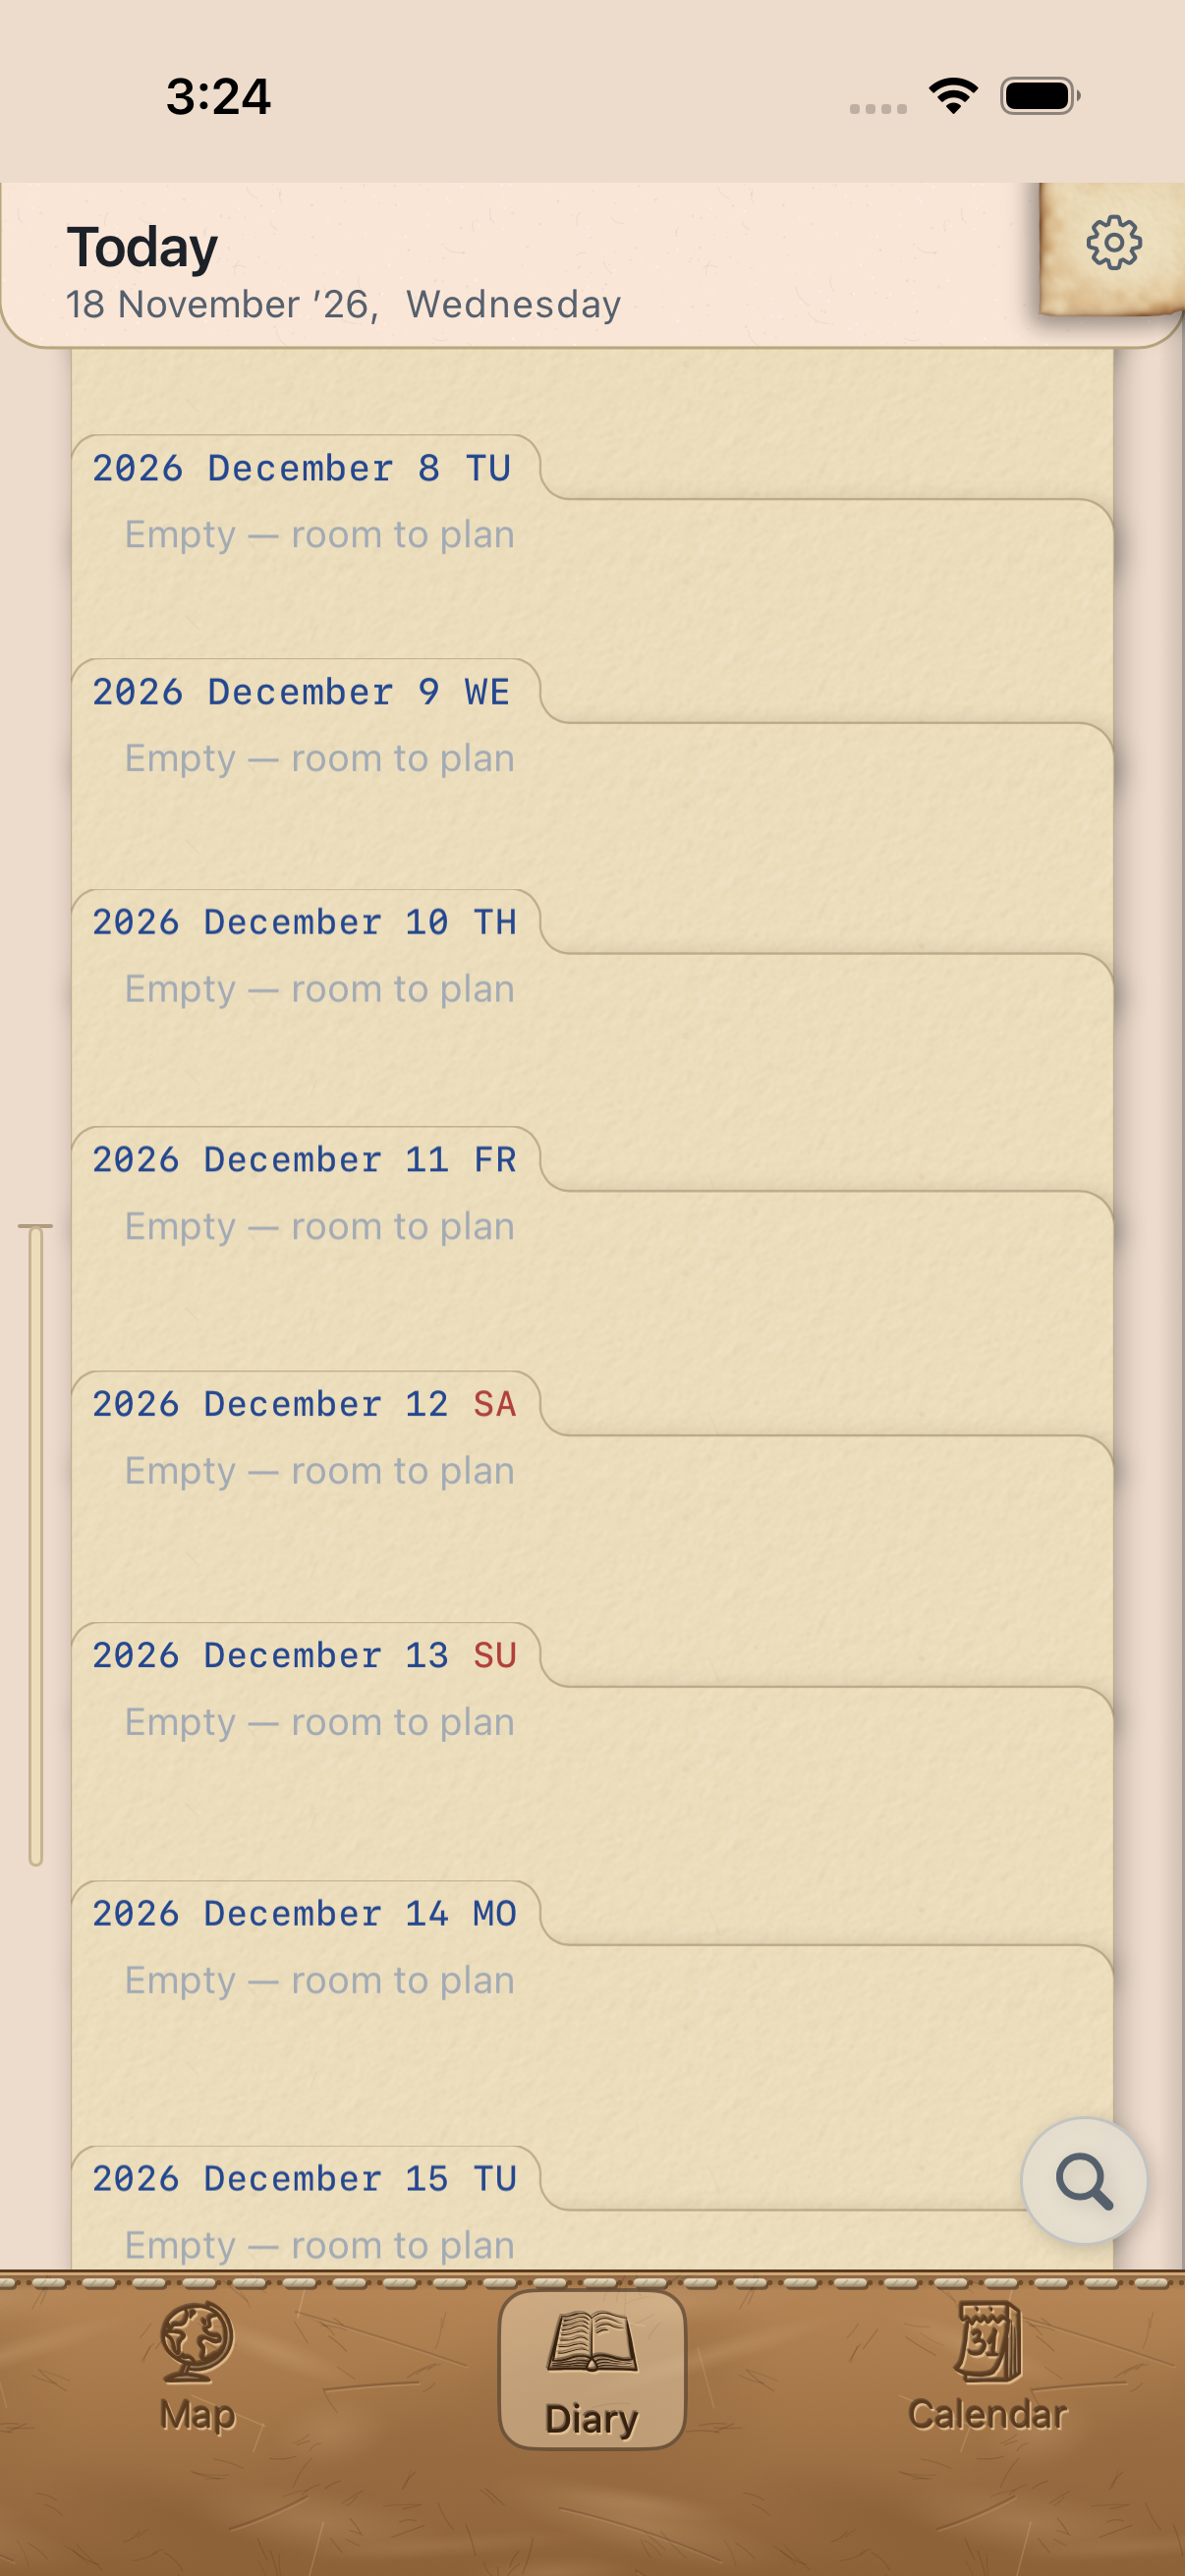 3:24
Today
18 November ’26, Wednesday
2026 December 8 TU
Empty — room to plan
2026 December 9 WE
Empty — room to plan
2026 December 10 TH
Empty — room to plan
2026 December 11 FR
Empty — room to plan
2026 December 12 SA
Empty — room to plan
2026 December 13 SU
Empty — room to plan
2026 December 14 MO
Empty — room to plan
2026 December 15 TU
Empty — room to plan
31
Map
Diary
Calendar